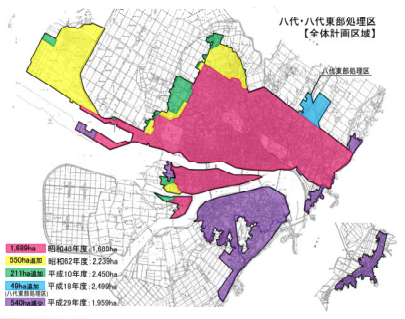 八代・八代東部処理区
【全体計画区域】
八代東部処理区
1,689ha 昭和48年度:1,689ha
550ha追加 昭和62年度:2,239ha
211ha追加 平成10年度:2,450ha
49ha追加 平成18年度:2,499ha
(八代東部処理区)
540ha減少 平成29年度:1,959ha